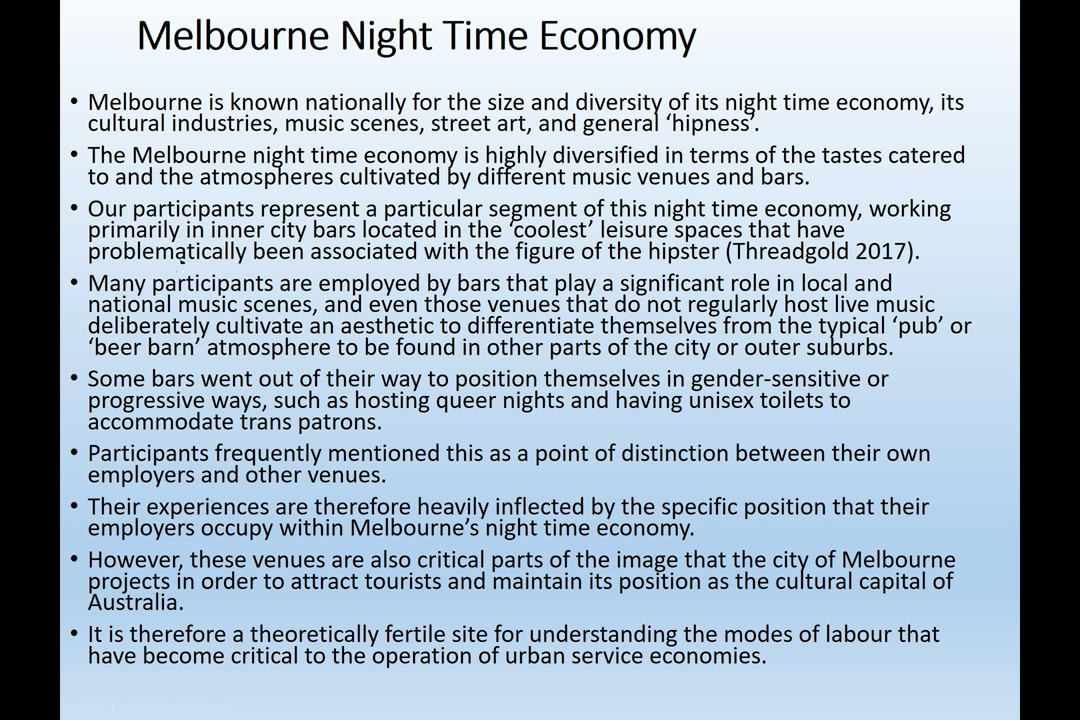 Melbourne Night Time Economy
• Melbourne is known nationally for the size and diversity of its night time economy, its
cultural industries, music scenes, street art, and general ‘hipness’.
• The Melbourne night time economy is highly diversified in terms of the tastes catered
to and the atmospheres cultivated by different music venues and bars.
• Our participants represent a particular segment of this night time economy, working
primarily in inner city bars located in the ‘coolest’ leisure spaces that have
problematically been associated with the figure of the hipster (Threadgold 2017).
• Many participants are employed by bars that play a significant role in local and
national music scenes, and even those venues that do not regularly host live music
deliberately cultivate an aesthetic to differentiate themselves from the typical ‘pub’ or
‘beer barn’ atmosphere to be found in other parts of the city or outer suburbs.
• Some bars went out of their way to position themselves in gender-sensitive or
progressive ways, such as hosting queer nights and having unisex toilets to
accommodate trans patrons.
• Participants frequently mentioned this as a point of distinction between their own
employers and other venues.
• Their experiences are therefore heavily inflected by the specific position that their
employers occupy within Melbourne’s night time economy.
• However, these venues are also critical parts of the image that the city of Melbourne
projects in order to attract tourists and maintain its position as the cultural capital of
Australia.
• It is therefore a theoretically fertile site for understanding the modes of labour that
have become critical to the operation of urban service economies.